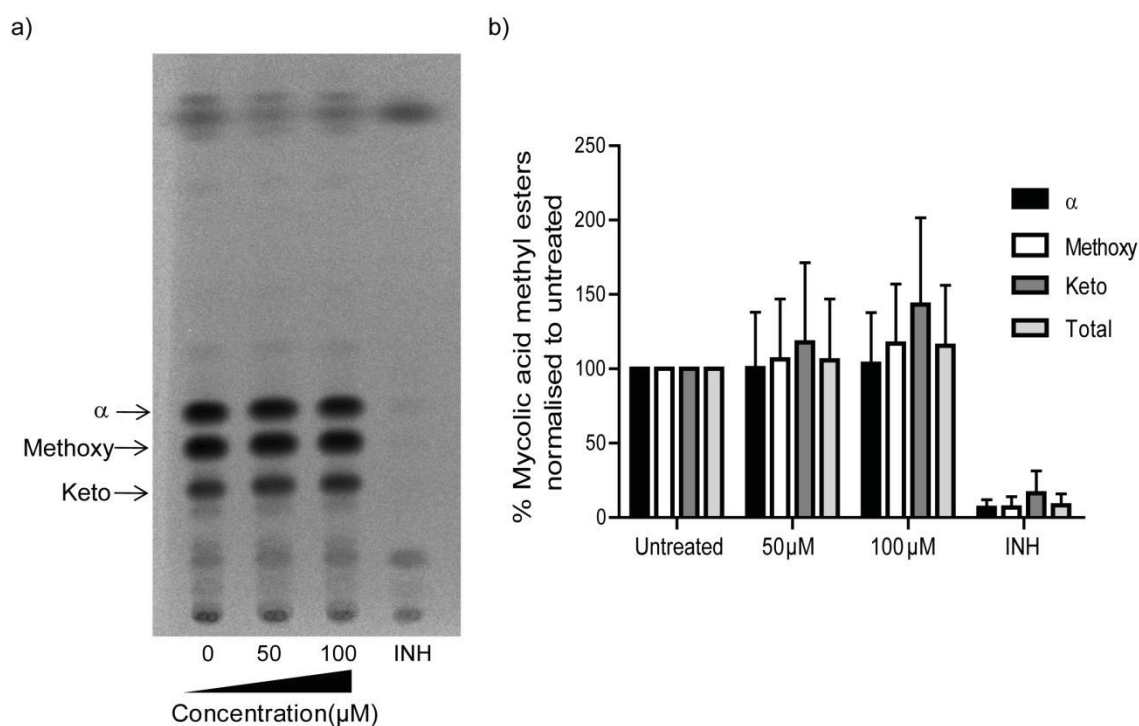 a)
α
Methoxy
Keto
0 50 100 INH
Concentration(µM)
b)
% Mycolic acid methyl esters
normalised to untreated
250
200
150
100
50
0
Untreated 50µM 100µM INH
α
Methoxy
Keto
Total